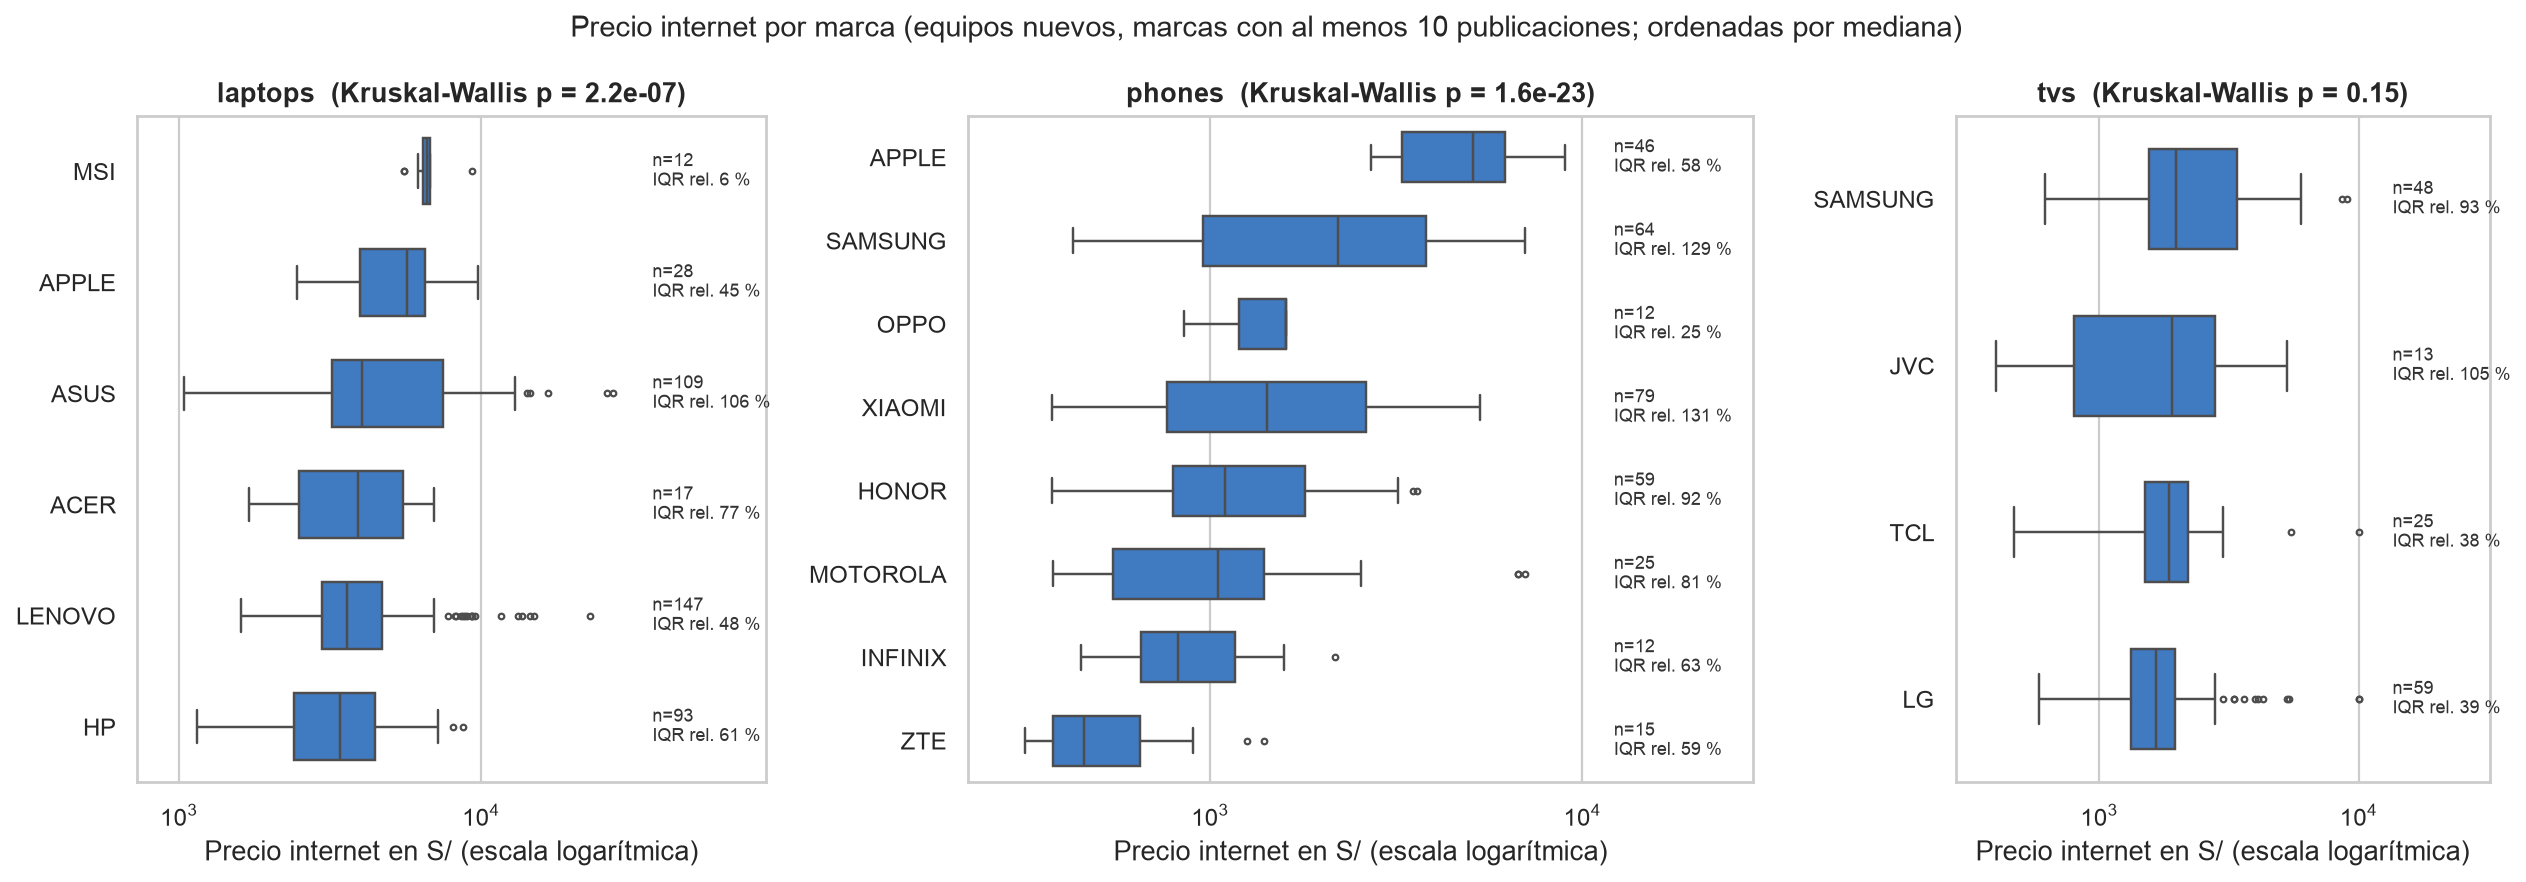 Precio internet por marca (equipos nuevos, marcas con al menos 10 publicaciones; ordenadas por mediana)
laptops (Kruskal-Wallis p = 2.2e-07)
MSI
n=12
IQR rel. 6 %
APPLE
n=28
IQR rel. 45 %
ASUS
n=109
IQR rel. 106 %
ACER
n=17
IQR rel. 77 %
LENOVO
n=147
IQR rel. 48 %
HP
n=93
IQR rel. 61 %
10³
10⁴
Precio internet en S/ (escala logarítmica)
phones (Kruskal-Wallis p = 1.6e-23)
APPLE
n=46
IQR rel. 58 %
SAMSUNG
n=64
IQR rel. 129 %
OPPO
n=12
IQR rel. 25 %
XIAOMI
n=79
IQR rel. 131 %
HONOR
n=59
IQR rel. 92 %
MOTOROLA
n=25
IQR rel. 81 %
INFINIX
n=12
IQR rel. 63 %
ZTE
n=15
IQR rel. 59 %
10³
10⁴
Precio internet en S/ (escala logarítmica)
tvs (Kruskal-Wallis p = 0.15)
SAMSUNG
n=48
IQR rel. 93 %
JVC
n=13
IQR rel. 105 %
TCL
n=25
IQR rel. 38 %
LG
n=59
IQR rel. 39 %
10³
10⁴
Precio internet en S/ (escala logarítmica)